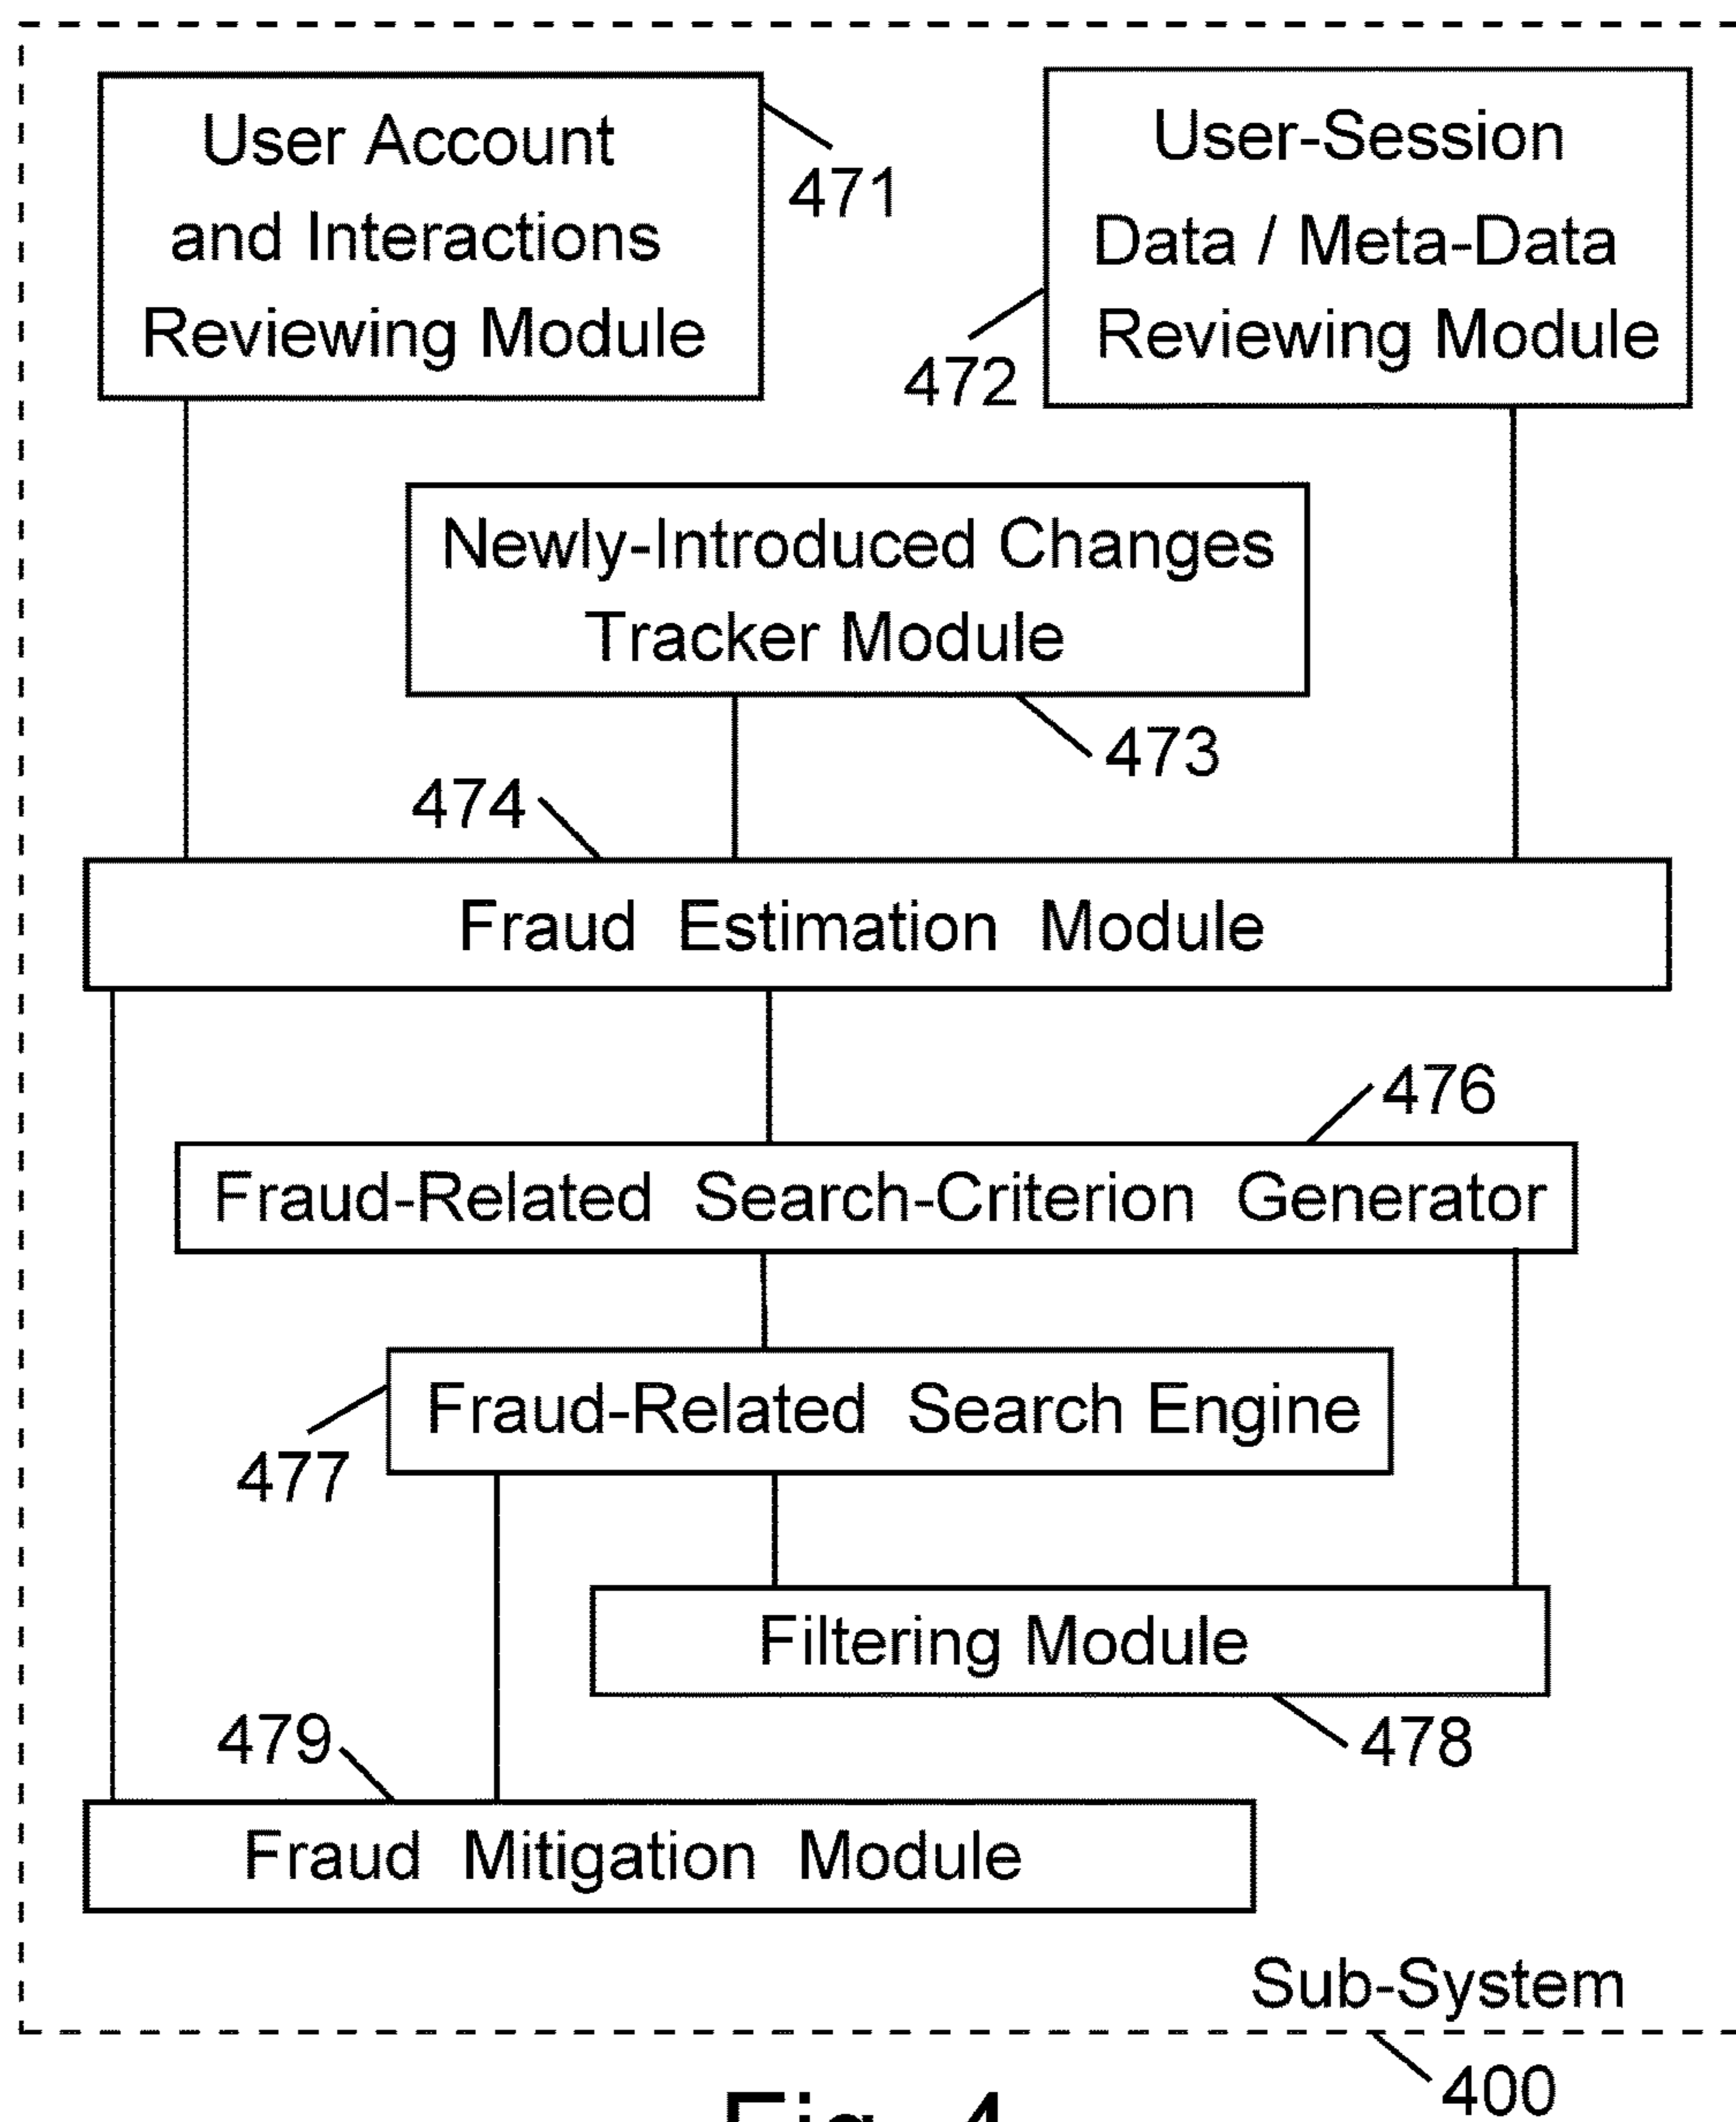 User Account
and Interactions
Reviewing Module
471
User-Session
Data / Meta-Data
Reviewing Module
472
Newly-Introduced Changes
Tracker Module
473
474
Fraud Estimation Module
476
Fraud-Related Search-Criterion Generator
Fraud-Related Search Engine
477
Filtering Module
478
479
Fraud Mitigation Module
Sub-System
400
Fig. 4